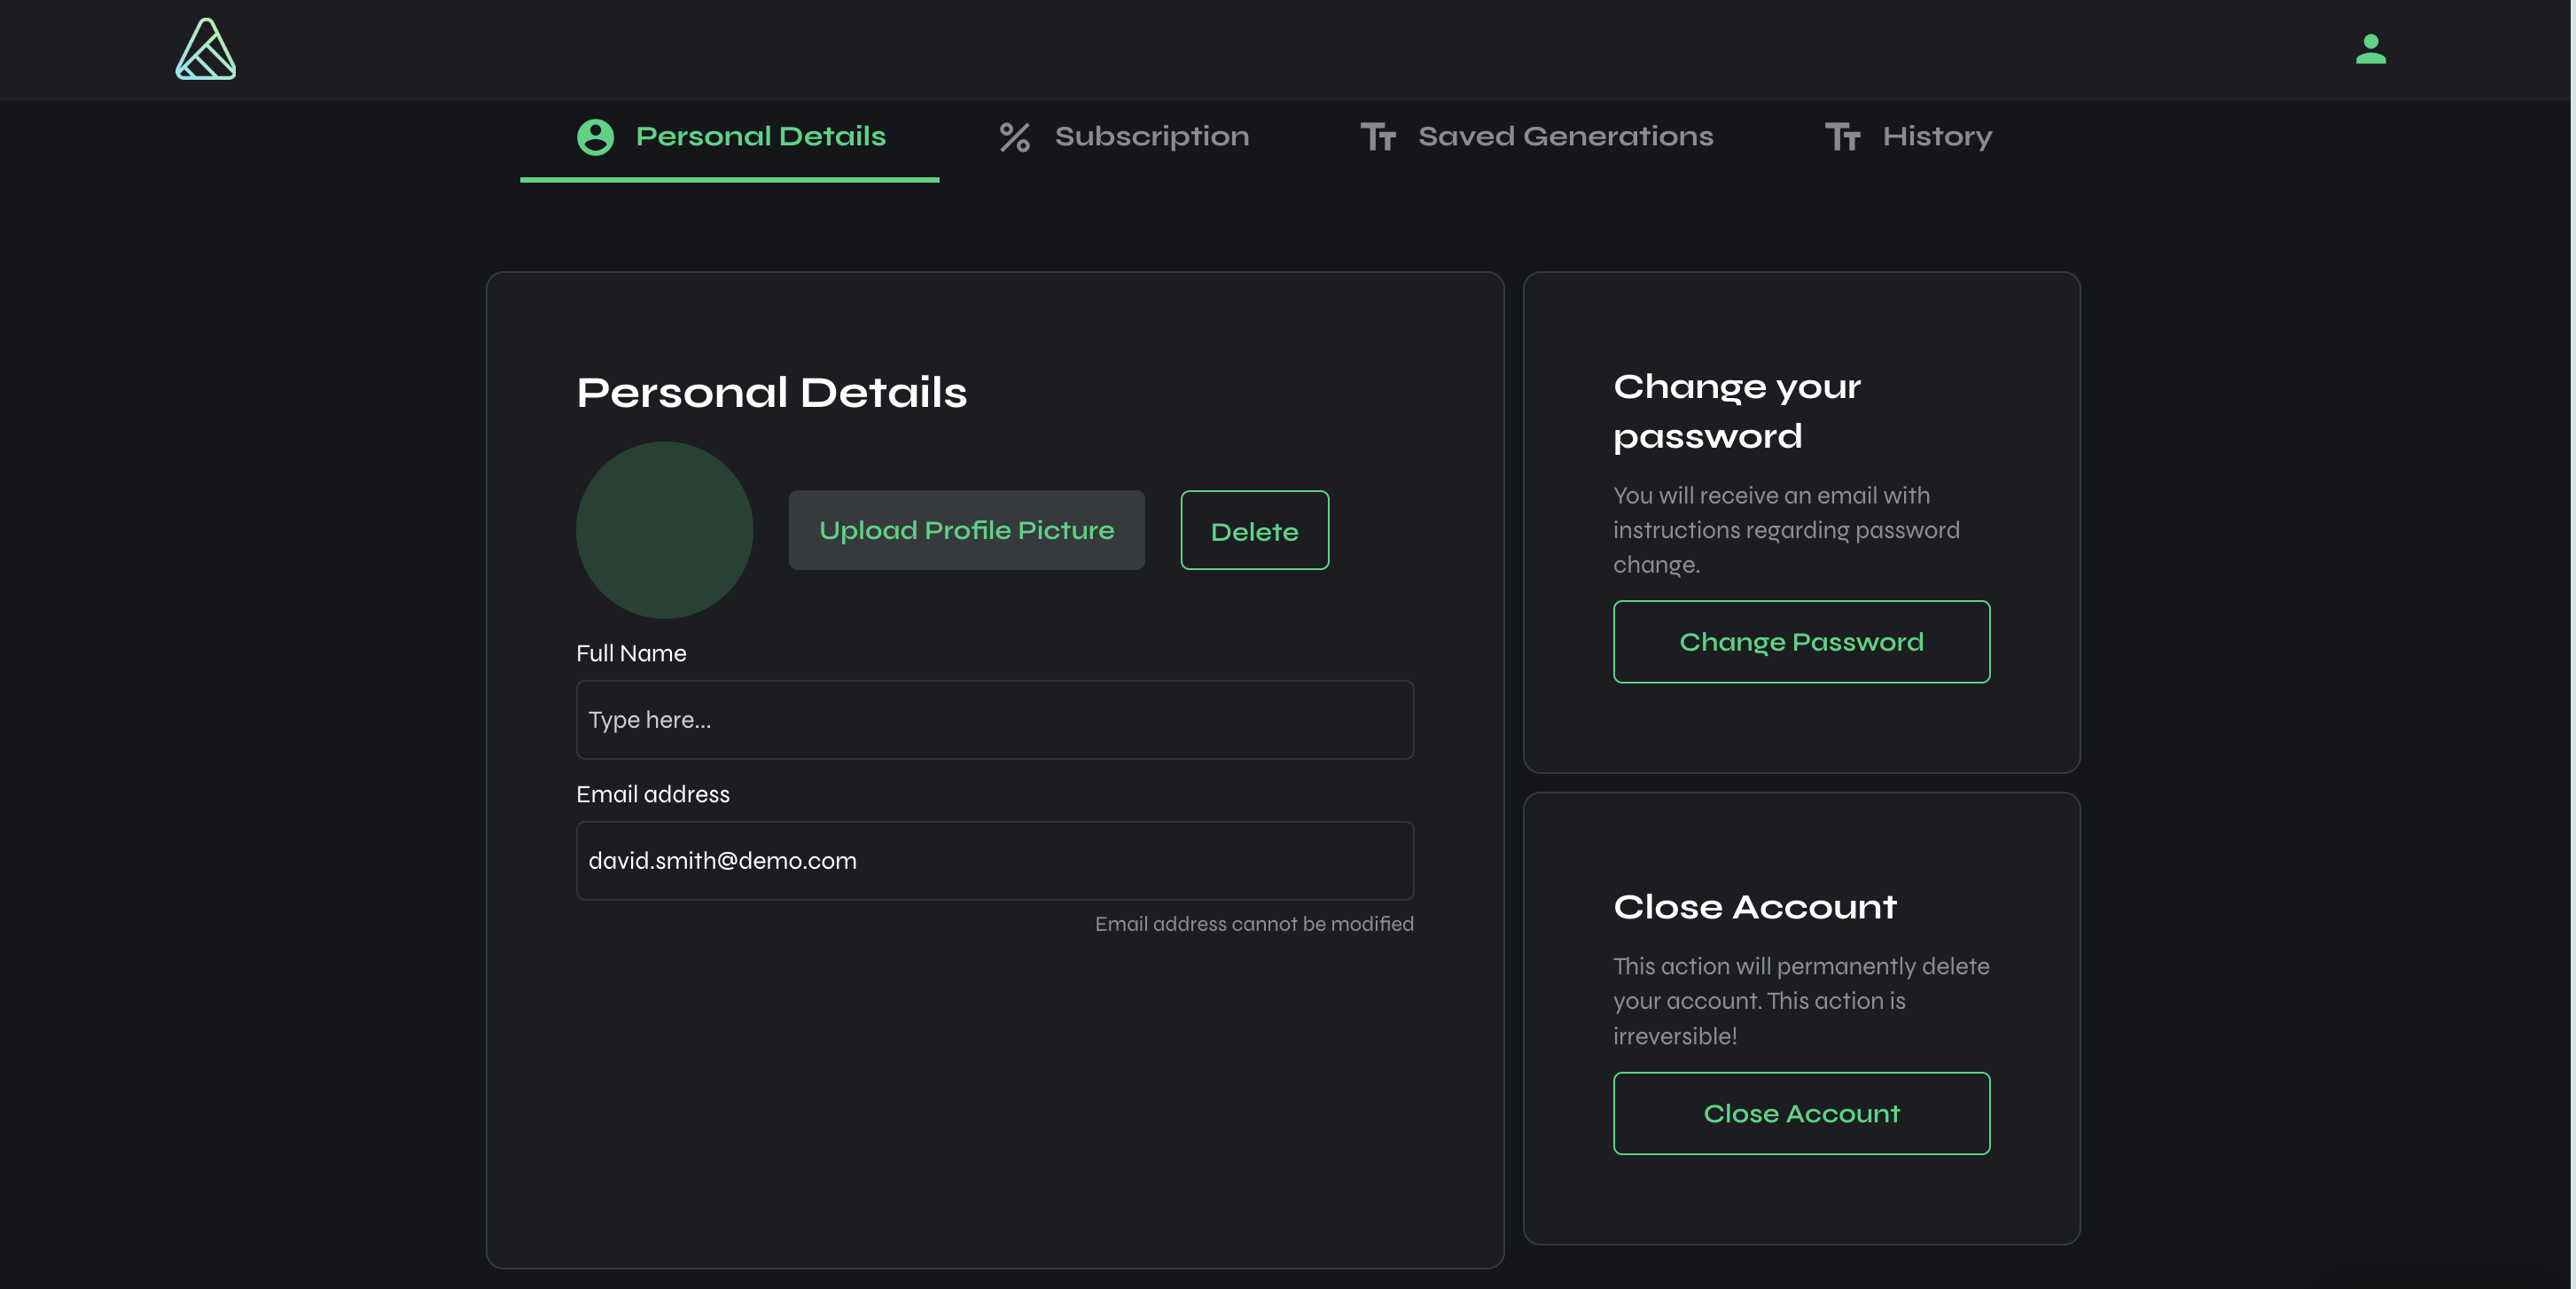 Personal Details
Subscription
Saved Generations
History
Personal Details
Upload Profile Picture
Delete
Full Name
Type here...
Email address
david.smith@demo.com
Email address cannot be modified
Change your
password
You will receive an email with
instructions regarding password
change.
Change Password
Close Account
This action will permanently delete
your account. This action is
irreversible!
Close Account